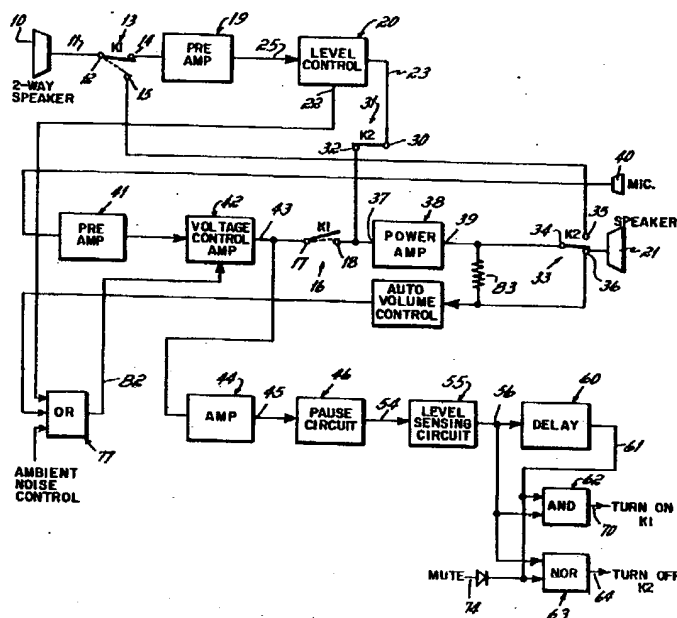 10
11
13
K1
14
12
15
2-WAY
SPEAKER
19
PRE
AMP
25
20
LEVEL
CONTROL
22
23
31
K2
32
30
40
MIC.
41
PRE
AMP
42
VOLTAGE
CONTROL
AMP
43
K1
17
18
16
37
38
POWER
AMP
39
34
K2
35
33
36
SPEAKER
21
83
AUTO
VOLUME
CONTROL
82
OR
77
AMBIENT
NOISE
CONTROL
44
AMP
45
46
PAUSE
CIRCUIT
54
55
LEVEL
SENSING
CIRCUIT
56
60
DELAY
61
62
AND
70
TURN ON
K1
MUTE
74
NOR
63
64
TURN OFF
K2